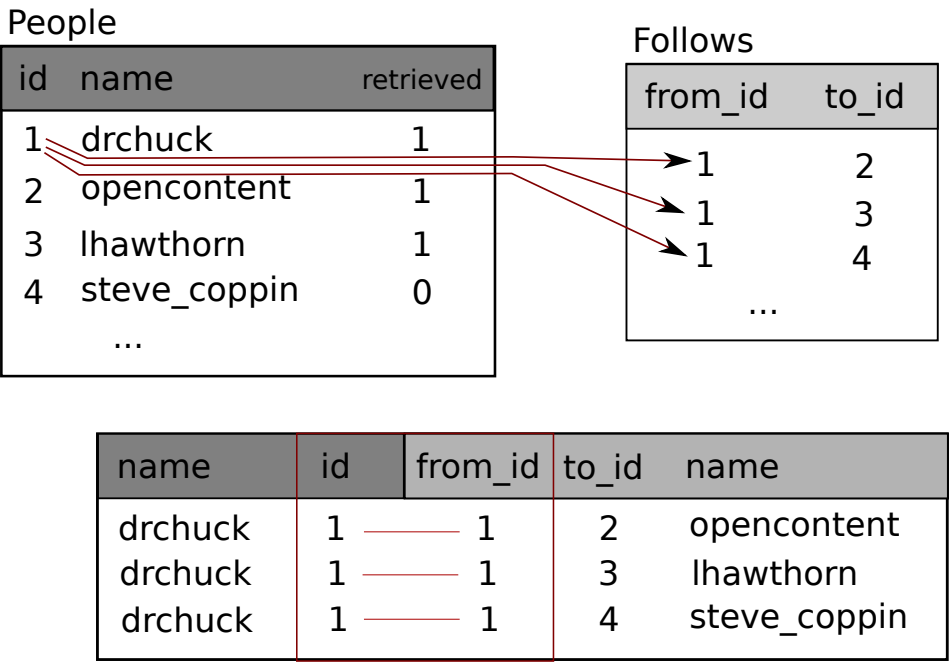 People
id name retrieved
1 drchuck 1
2 opencontent 1
3 lhawthorn 1
4 steve_coppin 0
...
Follows
from_id to_id
1 2
1 3
1 4
...
name id from_id to_id name
drchuck 1 1 2 opencontent
drchuck 1 1 3 lhawthorn
drchuck 1 1 4 steve_coppin